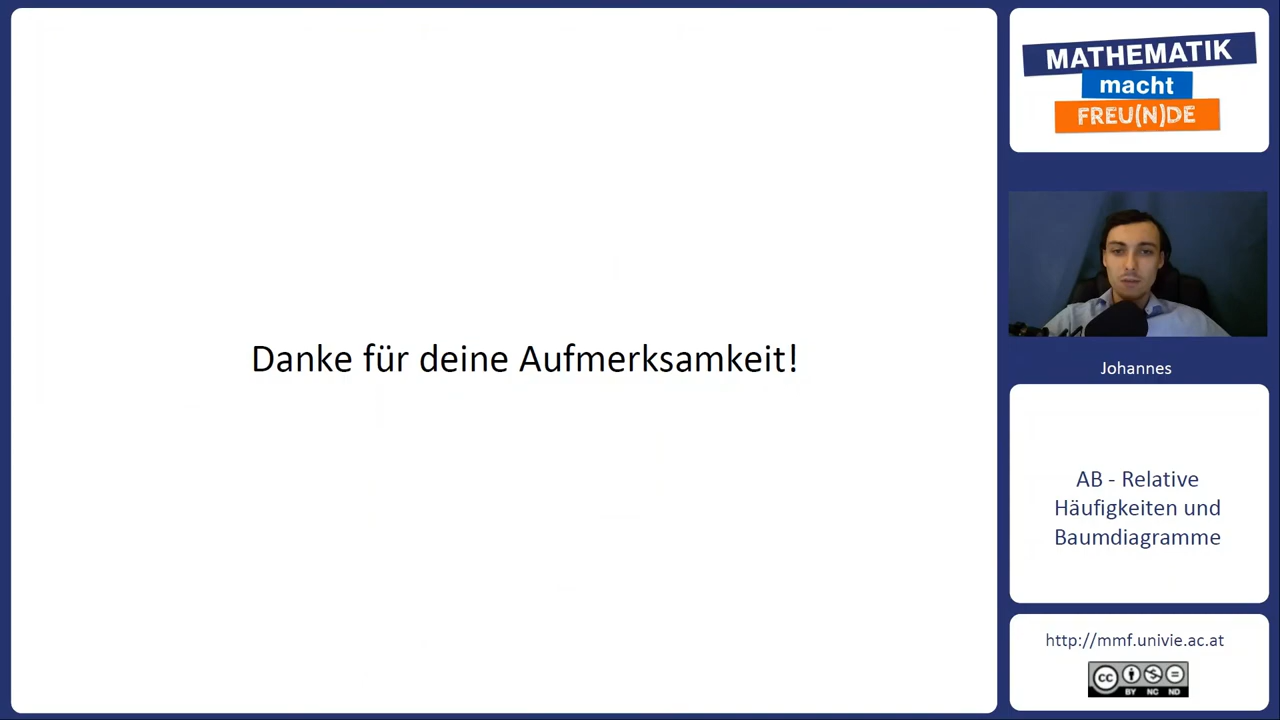 Danke für deine Aufmerksamkeit!
MATHEMATIK
macht
FREU(N)DE
Johannes
AB - Relative
Häufigkeiten und
Baumdiagramme
http://mmf.univie.ac.at
cc
BY NC ND